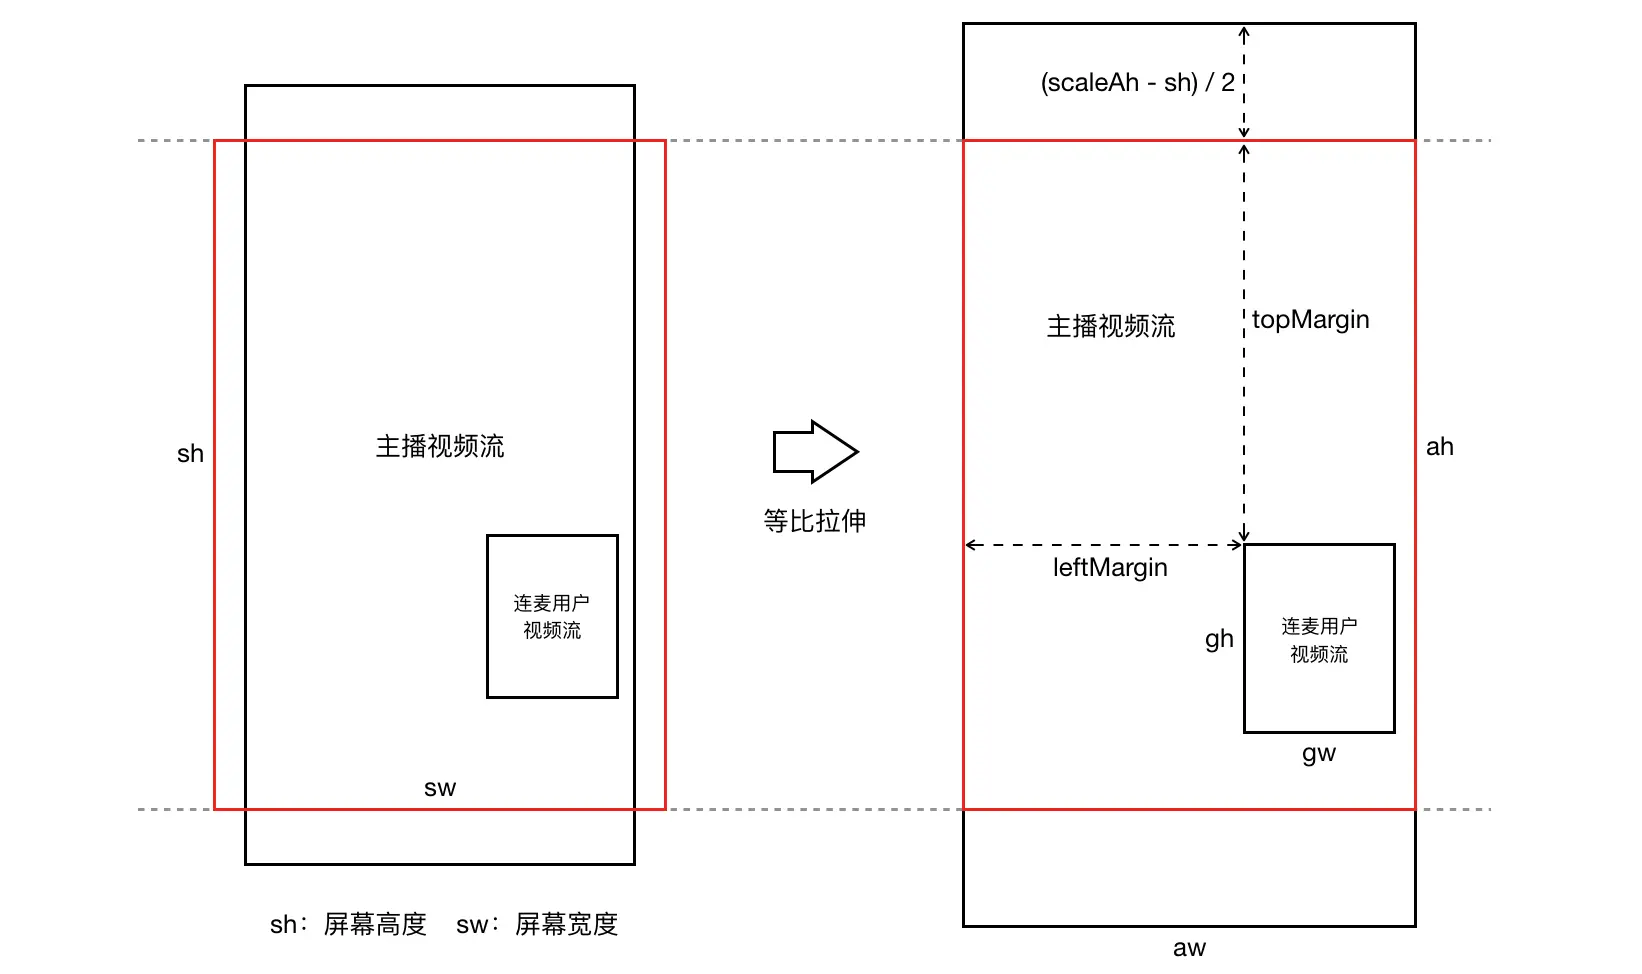 sh
主播视频流
连麦用户
视频流
sw
sh：屏幕高度 sw：屏幕宽度
等比拉伸
(scaleAh - sh) / 2
主播视频流
topMargin
ah
leftMargin
gh
连麦用户
视频流
gw
aw